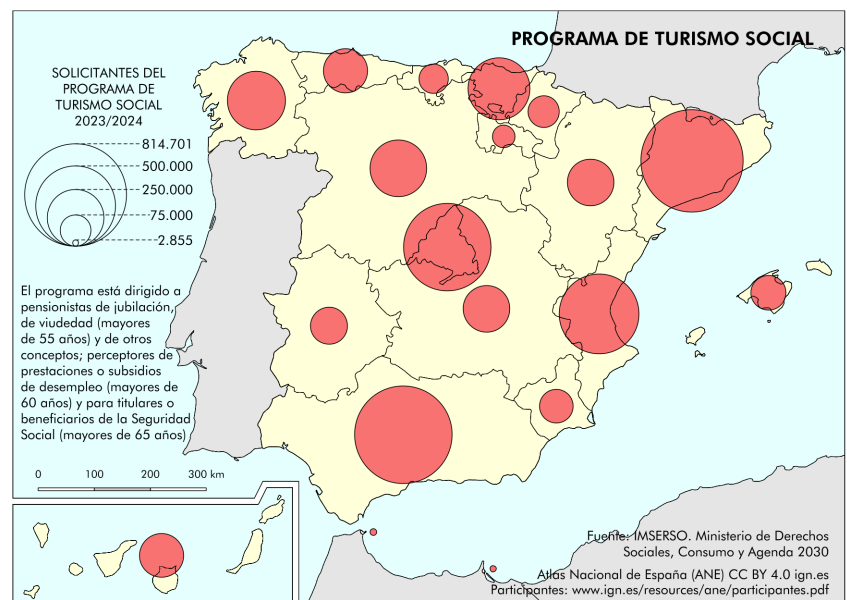 PROGRAMA DE TURISMO SOCIAL
SOLICITANTES DEL
PROGRAMA DE
TURISMO SOCIAL
2023/2024
814.701
500.000
250.000
75.000
2.855
El programa está dirigido a
pensionistas de jubilación,
de viudedad (mayores
de 55 años) y de otros
conceptos; perceptores de
prestaciones o subsidios
de desempleo (mayores de
60 años) y para titulares o
beneficiarios de la Seguridad
Social (mayores de 65 años)
0 100 200 300 km
Fuente: IMSERSO. Ministerio de Derechos
Sociales, Consumo y Agenda 2030
Atlas Nacional de España (ANE) CC BY 4.0 ign.es
Participantes: www.ign.es/resources/ane/participantes.pdf